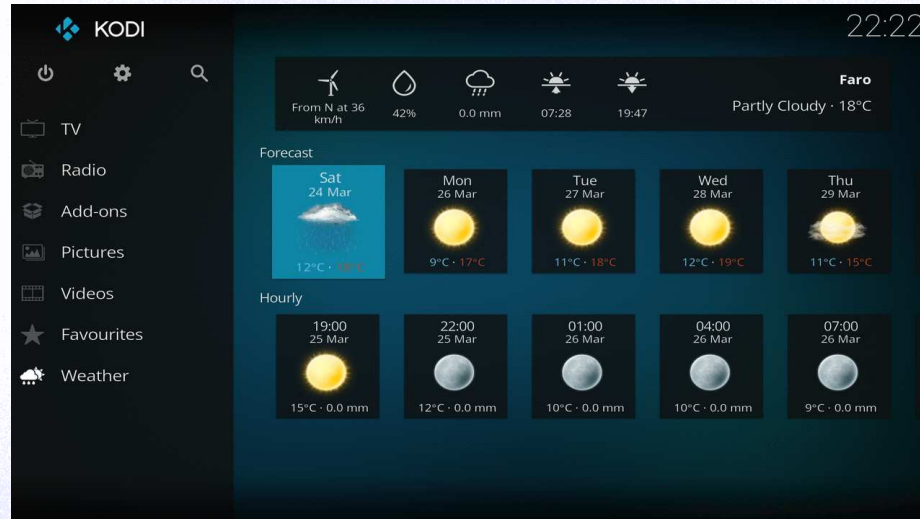 KODI
22:22
TV
Radio
Add-ons
Pictures
Videos
Favourites
Weather
From N at 36
km/h
42%
0.0 mm
07:28
19:47
Faro
Partly Cloudy · 18°C
Forecast
Sat
24 Mar
12°C ·
Mon
26 Mar
9°C · 17°C
Tue
27 Mar
11°C · 18°C
Wed
28 Mar
12°C · 19°C
Thu
29 Mar
11°C · 15°C
Hourly
19:00
25 Mar
15°C · 0.0 mm
22:00
25 Mar
12°C · 0.0 mm
01:00
26 Mar
10°C · 0.0 mm
04:00
26 Mar
10°C · 0.0 mm
07:00
26 Mar
9°C · 0.0 mm